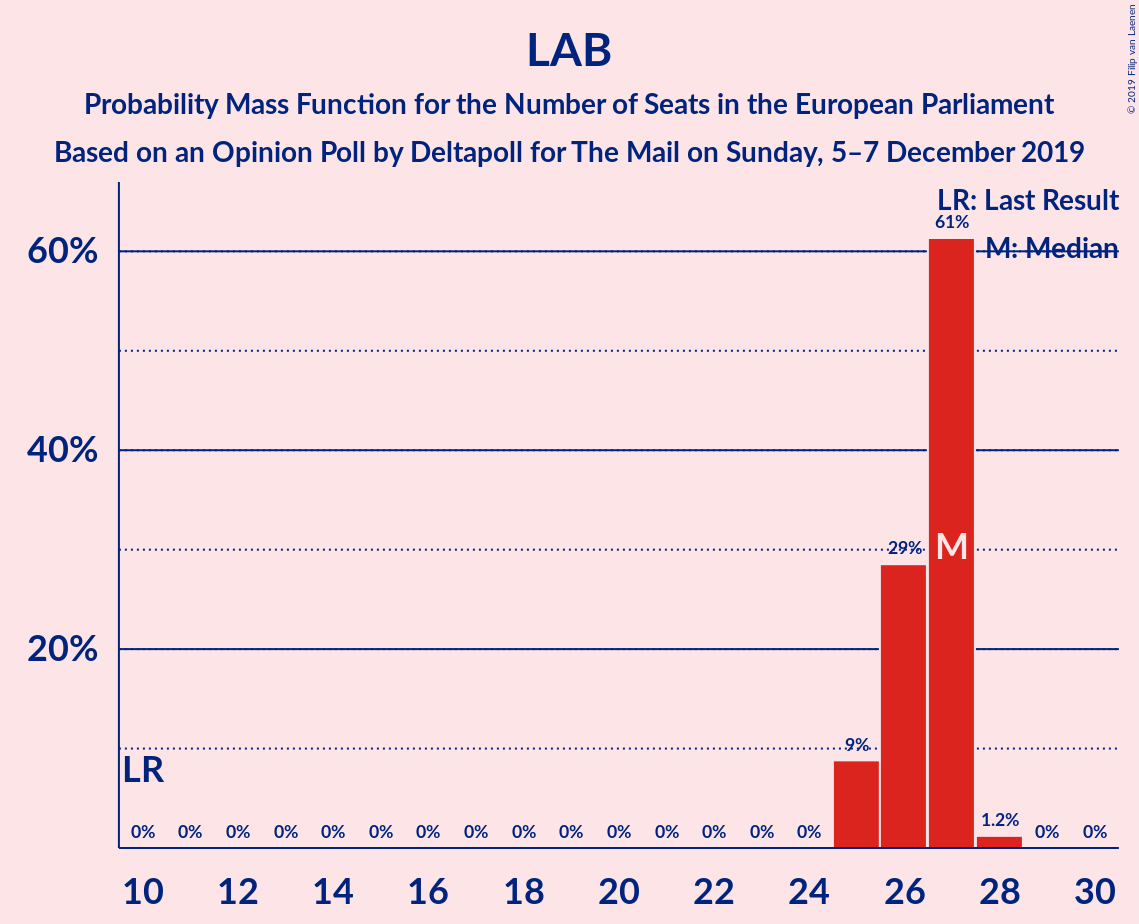 LAB
Probability Mass Function for the Number of Seats in the European Parliament
Based on an Opinion Poll by Deltapoll for The Mail on Sunday, 5–7 December 2019
© 2019 Filip van Laenen
LR: Last Result
M: Median
60%
40%
20%
61%
29%
M
9%
LR
0% 0% 0% 0% 0% 0% 0% 0% 0% 0% 0% 0% 0% 0% 0% 1.2% 0% 0%
10 12 14 16 18 20 22 24 26 28 30